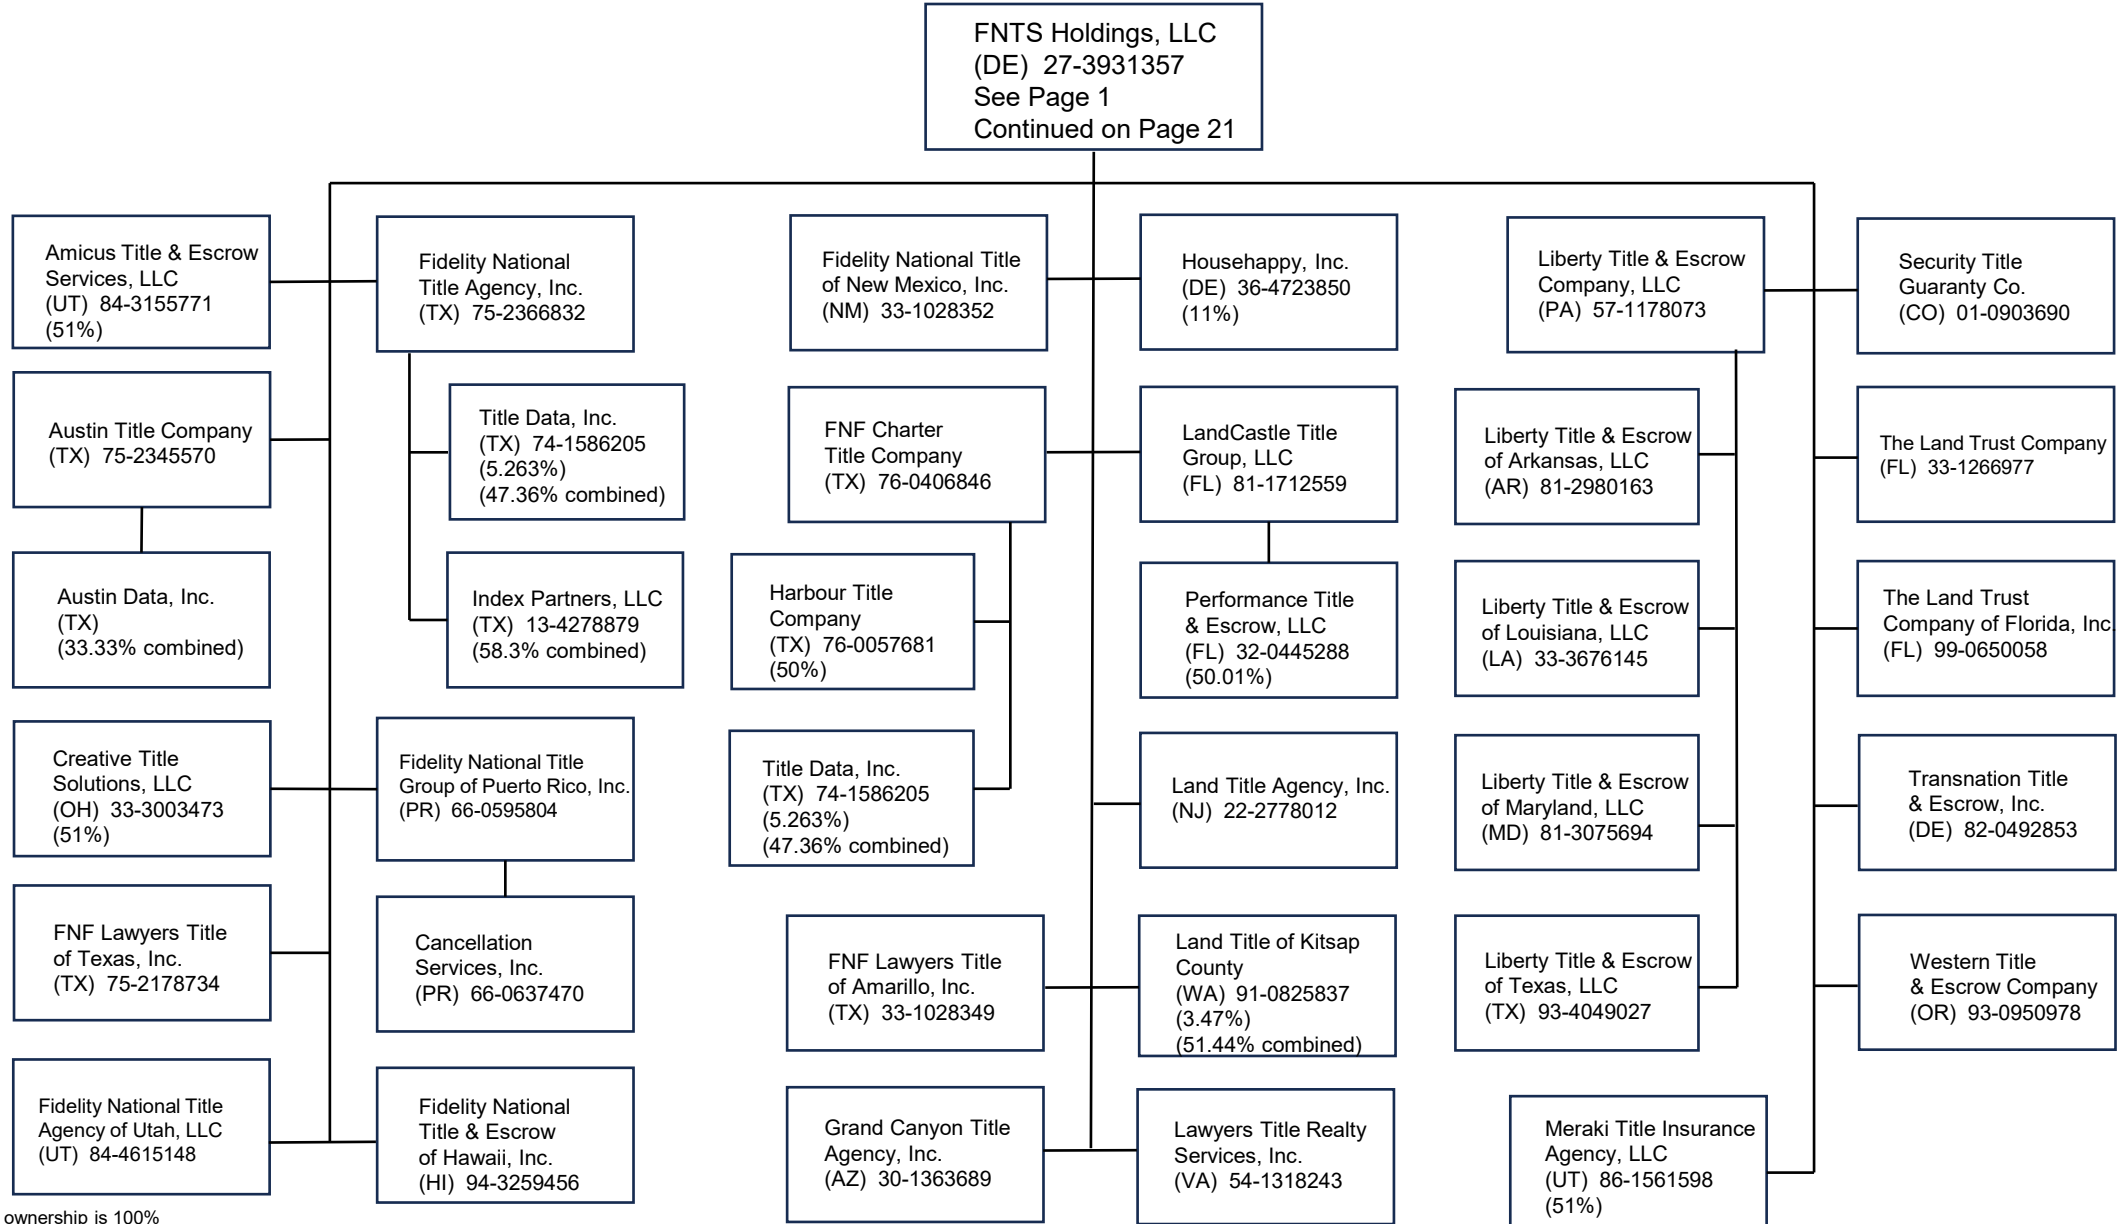 FNTS Holdings, LLC
(DE) 27-3931357
See Page 1
Continued on Page 21
Amicus Title & Escrow
Services, LLC
(UT) 84-3155771
(51%)
Austin Title Company
(TX) 75-2345570
Austin Data, Inc.
(TX)
(33.33% combined)
Creative Title
Solutions, LLC
(OH) 33-3003473
(51%)
FNF Lawyers Title
of Texas, Inc.
(TX) 75-2178734
Fidelity National Title
Agency of Utah, LLC
(UT) 84-4615148
Fidelity National
Title Agency, Inc.
(TX) 75-2366832
Title Data, Inc.
(TX) 74-1586205
(5.263%)
(47.36% combined)
Index Partners, LLC
(TX) 13-4278879
(58.3% combined)
Fidelity National Title
Group of Puerto Rico, Inc.
(PR) 66-0595804
Cancellation
Services, Inc.
(PR) 66-0637470
Fidelity National
Title & Escrow
of Hawaii, Inc.
(HI) 94-3259456
Fidelity National Title
of New Mexico, Inc.
(NM) 33-1028352
FNF Charter
Title Company
(TX) 76-0406846
Harbour Title
Company
(TX) 76-0057681
(50%)
Title Data, Inc.
(TX) 74-1586205
(5.263%)
(47.36% combined)
FNF Lawyers Title
of Amarillo, Inc.
(TX) 33-1028349
Grand Canyon Title
Agency, Inc.
(AZ) 30-1363689
Househappy, Inc.
(DE) 36-4723850
(11%)
LandCastle Title
Group, LLC
(FL) 81-1712559
Performance Title
& Escrow, LLC
(FL) 32-0445288
(50.01%)
Land Title Agency, Inc.
(NJ) 22-2778012
Land Title of Kitsap
County
(WA) 91-0825837
(3.47%)
(51.44% combined)
Lawyers Title Realty
Services, Inc.
(VA) 54-1318243
Liberty Title & Escrow
Company, LLC
(PA) 57-1178073
Liberty Title & Escrow
of Arkansas, LLC
(AR) 81-2980163
Liberty Title & Escrow
of Louisiana, LLC
(LA) 33-3676145
Liberty Title & Escrow
of Maryland, LLC
(MD) 81-3075694
Liberty Title & Escrow
of Texas, LLC
(TX) 93-4049027
Meraki Title Insurance
Agency, LLC
(UT) 86-1561598
(51%)
Security Title
Guaranty Co.
(CO) 01-0903690
The Land Trust Company
(FL) 33-1266977
The Land Trust
Company of Florida, Inc.
(FL) 99-0650058
Transnation Title
& Escrow, Inc.
(DE) 82-0492853
Western Title
& Escrow Company
(OR) 93-0950978
ownership is 100%